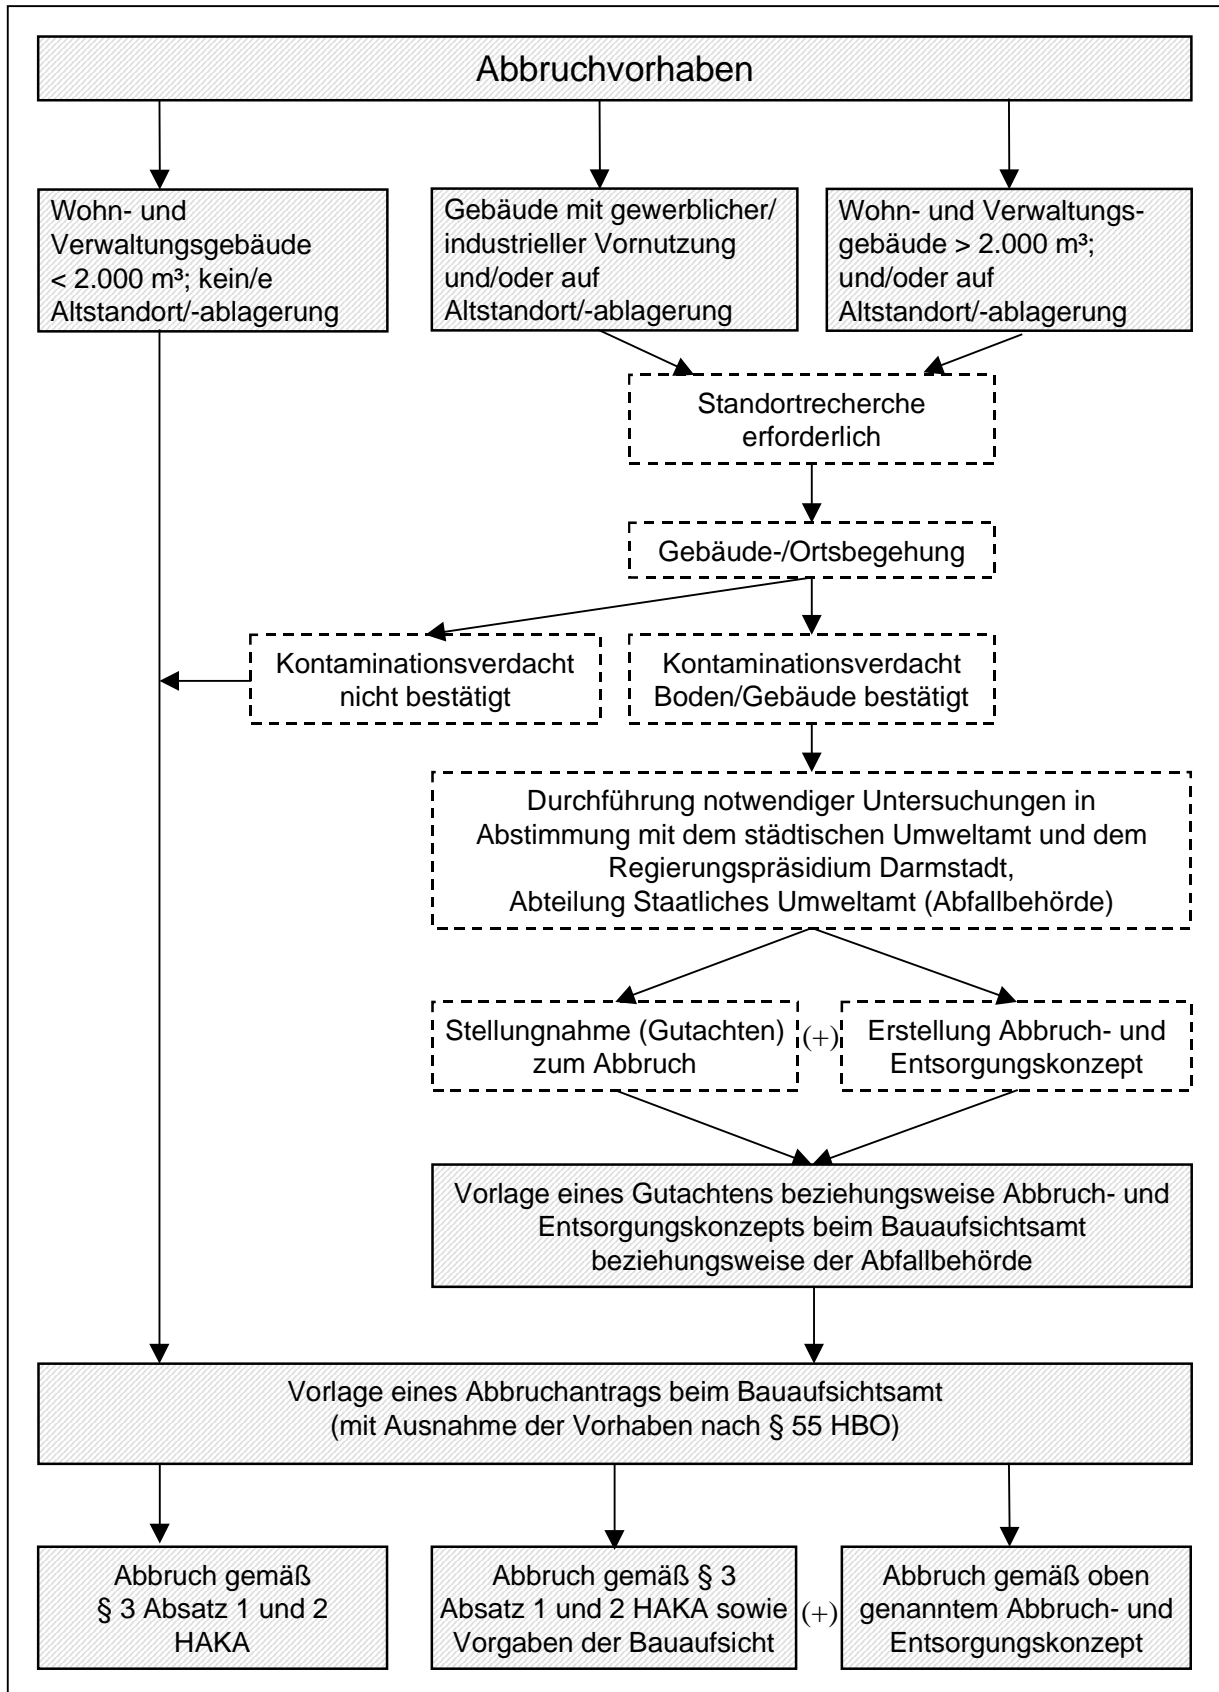 Abbruchvorhaben
Wohn- und
Verwaltungsgebäude
< 2.000 m³; kein/e
Altstandort/-ablagerung
Gebäude mit gewerblicher/
industrieller Vornutzung
und/oder auf
Altstandort/-ablagerung
Wohn- und Verwaltungs-
gebäude > 2.000 m³;
und/oder auf
Altstandort/-ablagerung
Standortrecherche
erforderlich
Gebäude-/Ortsbegehung
Kontaminationsverdacht
nicht bestätigt
Kontaminationsverdacht
Boden/Gebäude bestätigt
Durchführung notwendiger Untersuchungen in
Abstimmung mit dem städtischen Umweltamt und dem
Regierungspräsidium Darmstadt,
Abteilung Staatliches Umweltamt (Abfallbehörde)
Stellungnahme (Gutachten)
zum Abbruch
(+)
Erstellung Abbruch- und
Entsorgungskonzept
Vorlage eines Gutachtens beziehungsweise Abbruch- und
Entsorgungskonzepts beim Bauaufsichtsamt
beziehungsweise der Abfallbehörde
Vorlage eines Abbruchantrags beim Bauaufsichtsamt
(mit Ausnahme der Vorhaben nach § 55 HBO)
Abbruch gemäß
§ 3 Absatz 1 und 2
HAKA
Abbruch gemäß § 3
Absatz 1 und 2 HAKA sowie
Vorgaben der Bauaufsicht
(+)
Abbruch gemäß oben
genanntem Abbruch- und
Entsorgungskonzept